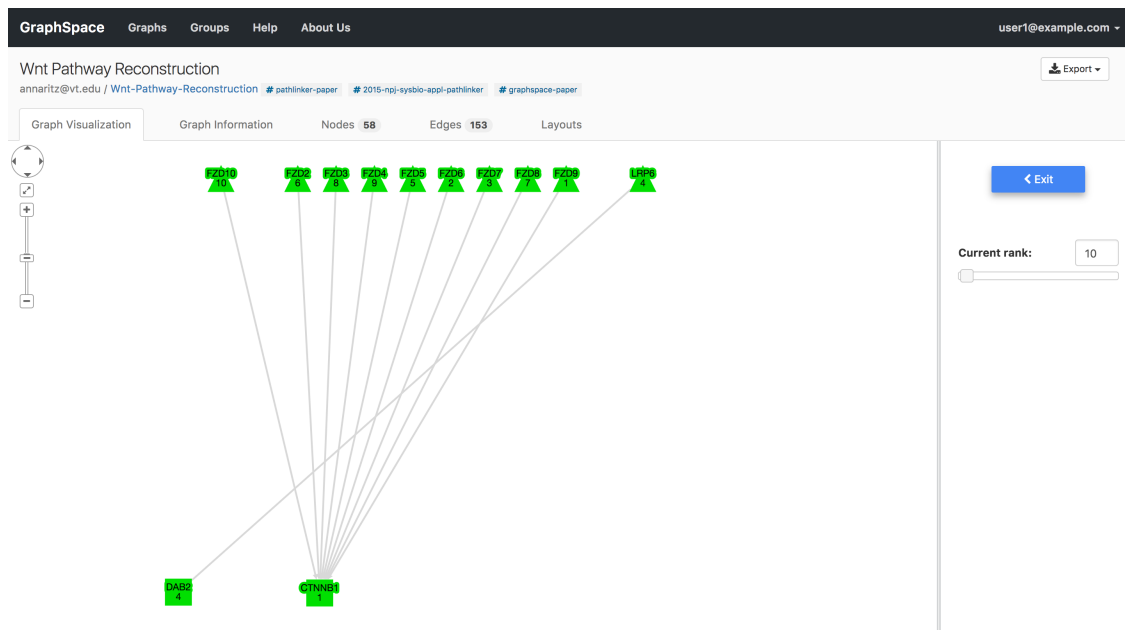 GraphSpace Graphs Groups Help About Us user1@example.com
Wnt Pathway Reconstruction
Export
annaritz@vt.edu / Wnt-Pathway-Reconstruction # pathlinker-paper # 2015-npj-sysbio-appl-pathlinker # graphspace-paper
Graph Visualization Graph Information Nodes 58 Edges 153 Layouts
FZD10 FZD2 FZD3 FZD4 FZD5 FZD6 FZD7 FZD8 FZD9 LRP6
10 6 8 9 5 2 3 7 1 4
Exit
Current rank: 10
DAB2 CTNNB1
4 1